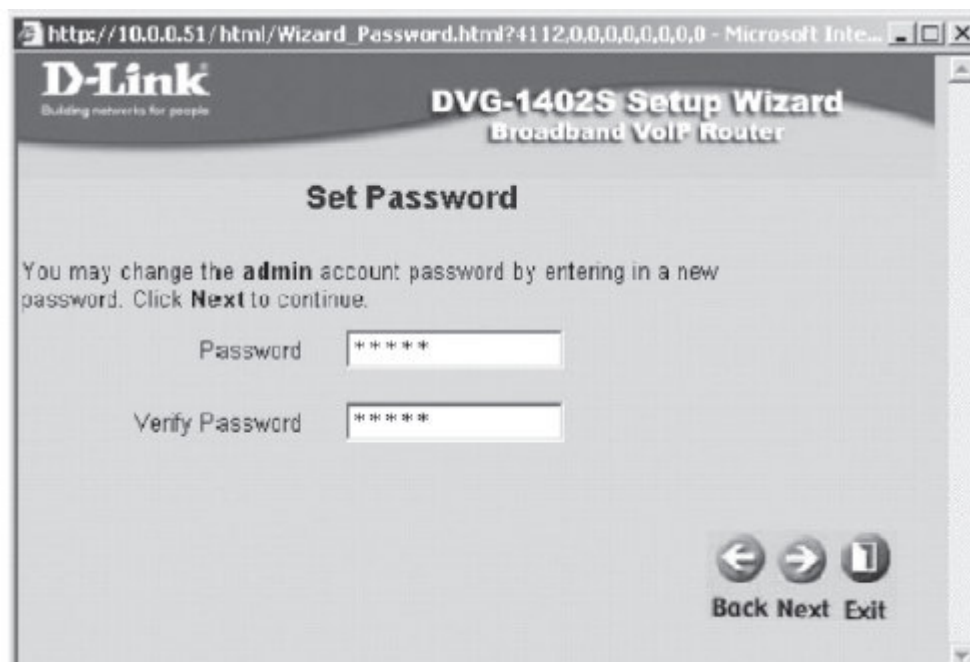 http://10.0.0.51/html/Wizard_Password.html?4112,0,0,0,0,0,0,0,0 - Microsoft Inte...
D-Link
Building networks for people
DVG-1402S Setup Wizard
Broadband VoIP Router
Set Password
You may change the admin account password by entering in a new
password. Click Next to continue.
Password *****
Verify Password *****
Back Next Exit